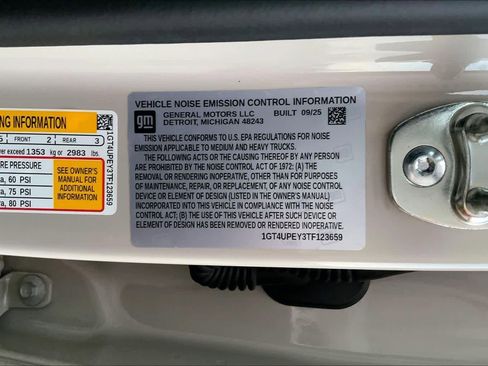 NG INFORMATION
5 FRONT 2 REAR 3
ver exceed 1353 kg or 2983 lbs.
RE PRESSURE
a, 60 PSI
a, 75 PSI
a, 80 PSI
SEE OWNER'S
MANUAL FOR
ADDITIONAL
INFORMATION
1GT4UPEY3TF123659
VEHICLE NOISE EMISSION CONTROL INFORMATION
gm
GENERAL MOTORS LLC BUILT 09/25
DETROIT, MICHIGAN 48243
THIS VEHICLE CONFORMS TO U.S. EPA REGULATIONS FOR NOISE
EMISSION APPLICABLE TO MEDIUM AND HEAVY TRUCKS.
THE FOLLOWING ACTS OR THE CAUSING THEREOF BY ANY PERSON
ARE PROHIBITED BY THE NOISE CONTROL ACT OF 1972: (A) THE
REMOVAL OR RENDERING INOPERATIVE, OTHER THAN FOR PURPOSES
OF MAINTENANCE, REPAIR, OR REPLACEMENT, OF ANY NOISE CONTROL
DEVICE OR ELEMENT OF DESIGN (LISTED IN THE OWNER'S MANUAL)
INCORPORATED INTO THIS VEHICLE IN COMPLIANCE WITH THE NOISE
CONTROL ACT; (B) THE USE OF THIS VEHICLE AFTER SUCH DEVICE OR
ELEMENT OF DESIGN HAS BEEN REMOVED OR RENDERED INOPERATIVE.
1GT4UPEY3TF123659